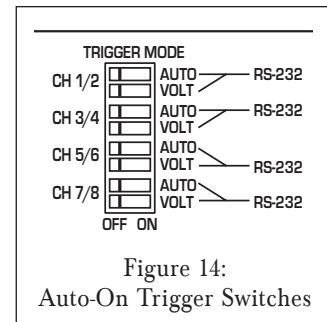 TRIGGER MODE
CH 1/2 AUTO RS-232
VOLT
CH 3/4 AUTO RS-232
VOLT
CH 5/6 AUTO
VOLT RS-232
CH 7/8 AUTO
VOLT RS-232
OFF ON
Figure 14:
Auto-On Trigger Switches